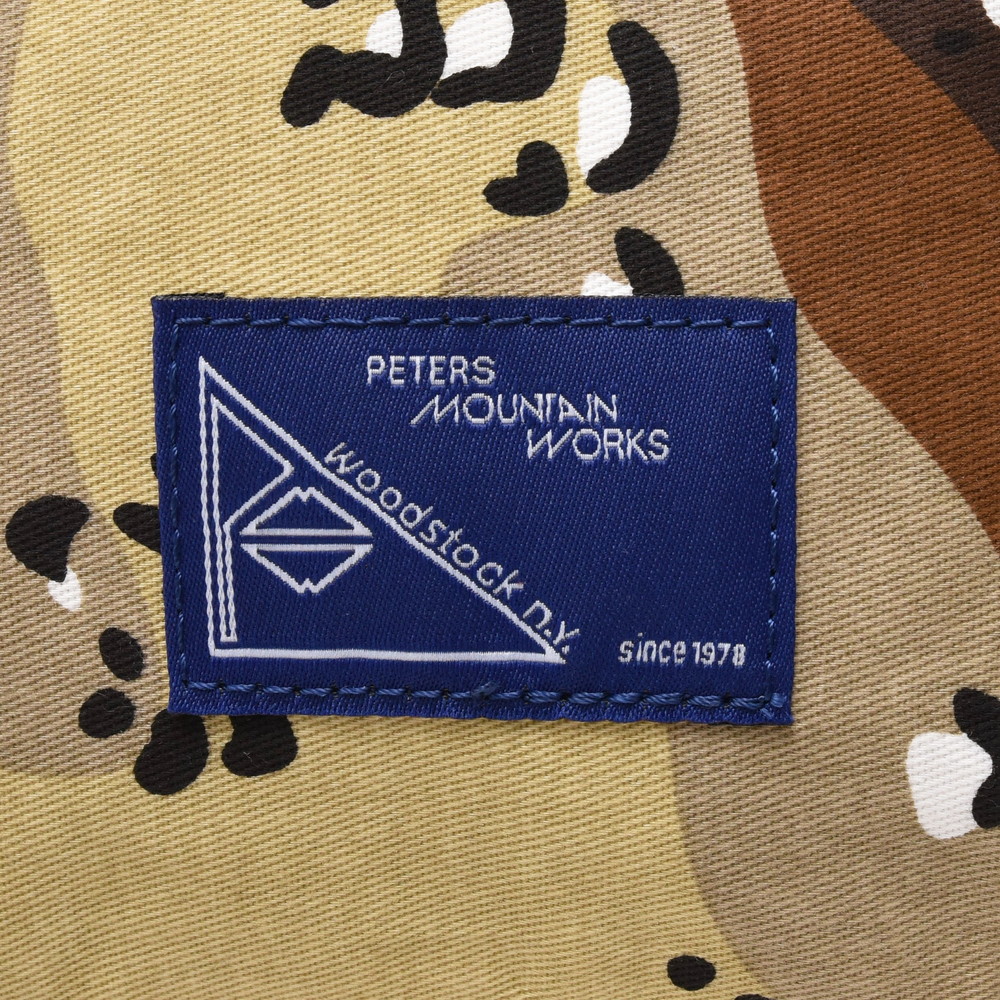 PETERS
MOUNTAIN
WORKS
Woodstock n.y.
since 1978